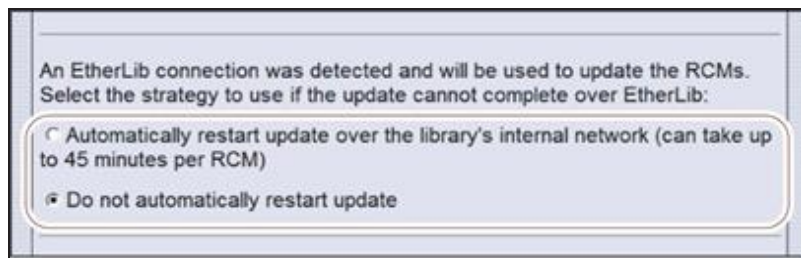 An EtherLib connection was detected and will be used to update the RCMs.
Select the strategy to use if the update cannot complete over EtherLib:
Automatically restart update over the library's internal network (can take up
to 45 minutes per RCM)
Do not automatically restart update